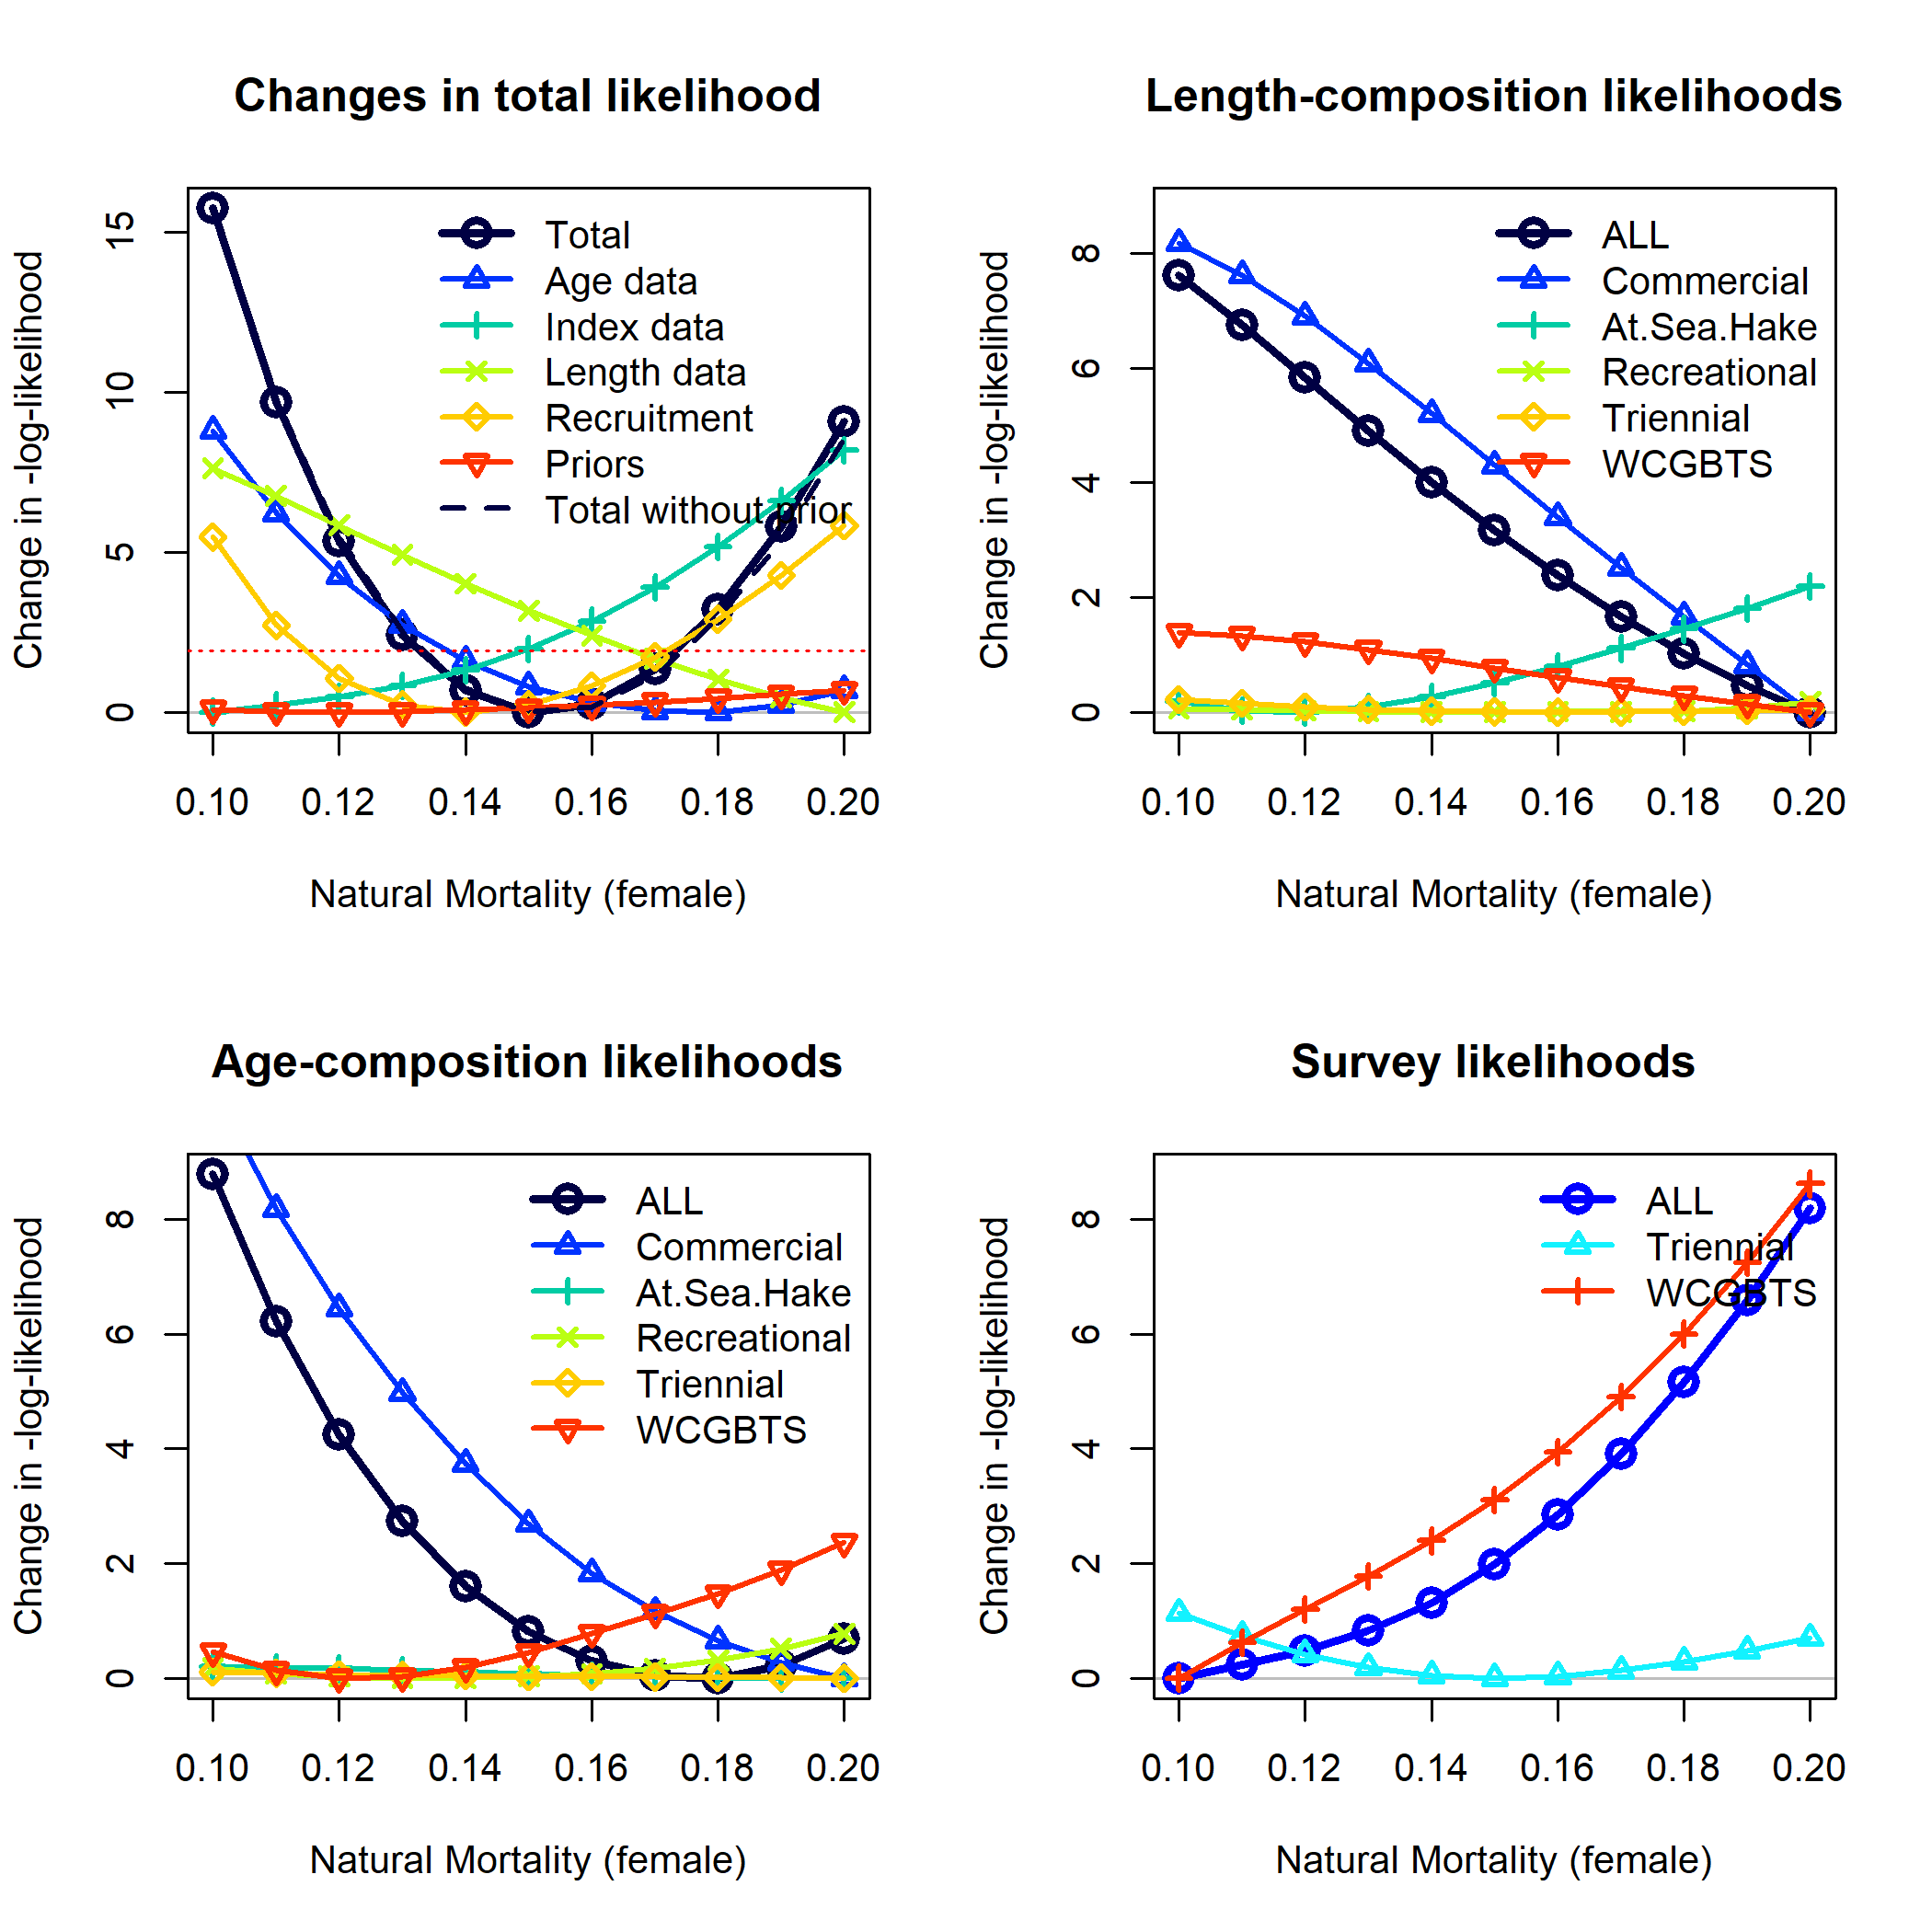 Changes in total likelihood
Change in -log-likelihood
15
10
5
0
Total
Age data
Index data
Length data
Recruitment
Priors
Total without prior
0.10 0.12 0.14 0.16 0.18 0.20
Natural Mortality (female)
Length-composition likelihoods
Change in -log-likelihood
8
6
4
2
0
ALL
Commercial
At.Sea.Hake
Recreational
Triennial
WCGBTS
0.10 0.12 0.14 0.16 0.18 0.20
Natural Mortality (female)
Age-composition likelihoods
Change in -log-likelihood
8
6
4
2
0
ALL
Commercial
At.Sea.Hake
Recreational
Triennial
WCGBTS
0.10 0.12 0.14 0.16 0.18 0.20
Natural Mortality (female)
Survey likelihoods
Change in -log-likelihood
8
6
4
2
0
ALL
Triennial
WCGBTS
0.10 0.12 0.14 0.16 0.18 0.20
Natural Mortality (female)